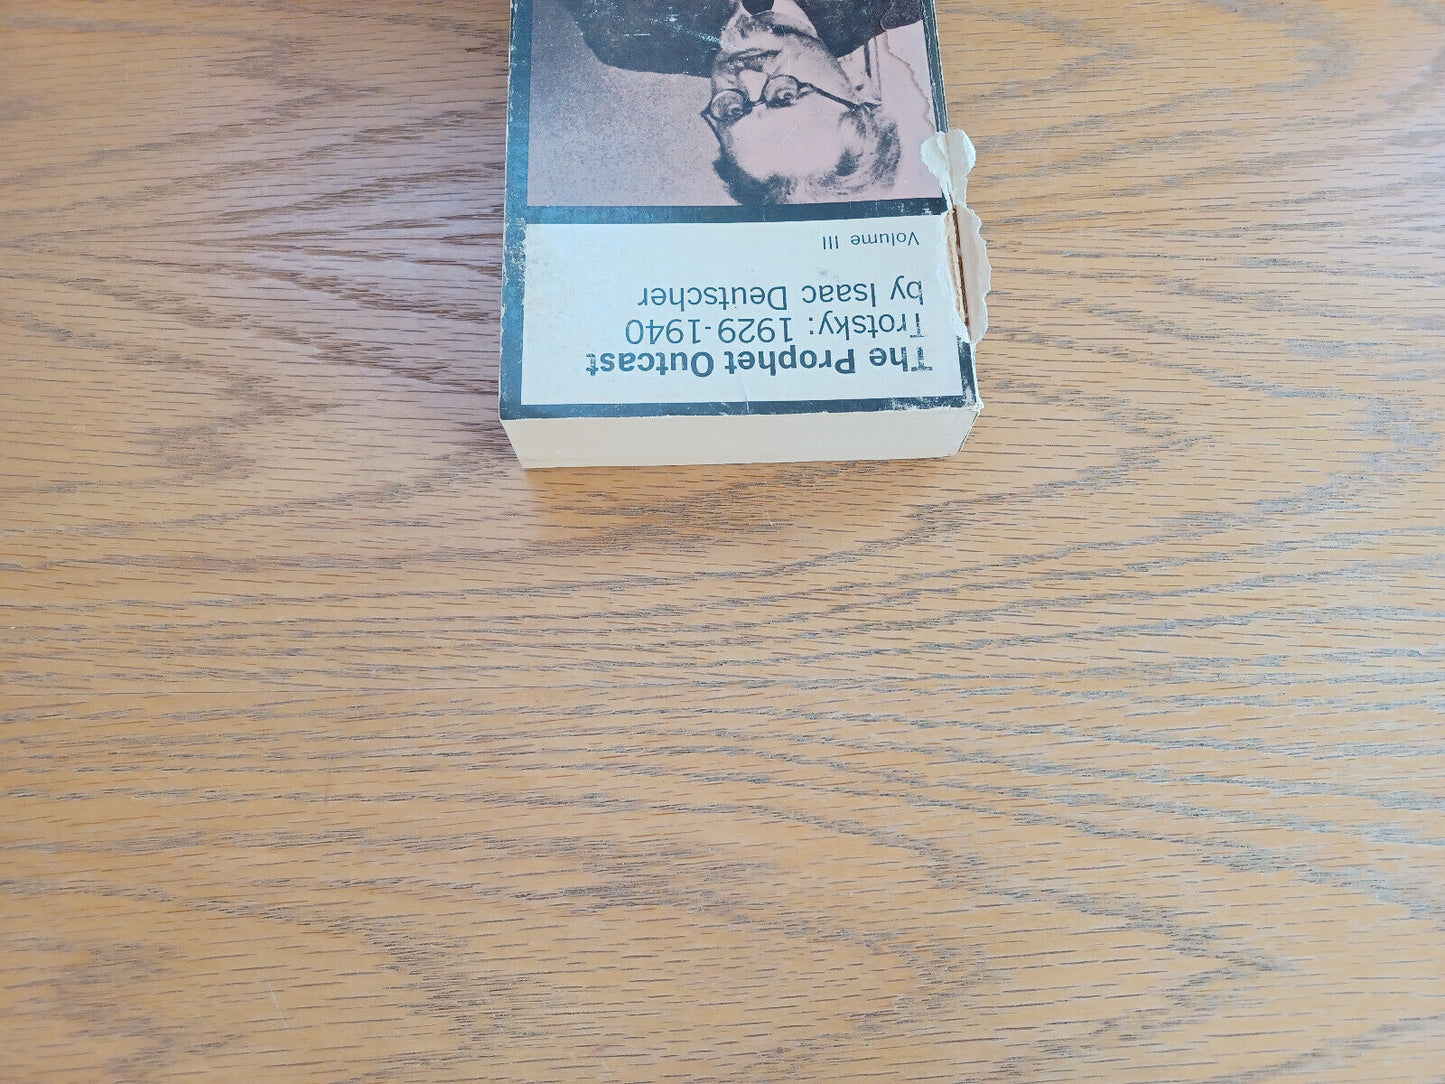 The Prophet Outcast
Trotsky: 1929-1940
by Isaac Deutscher
Volume III